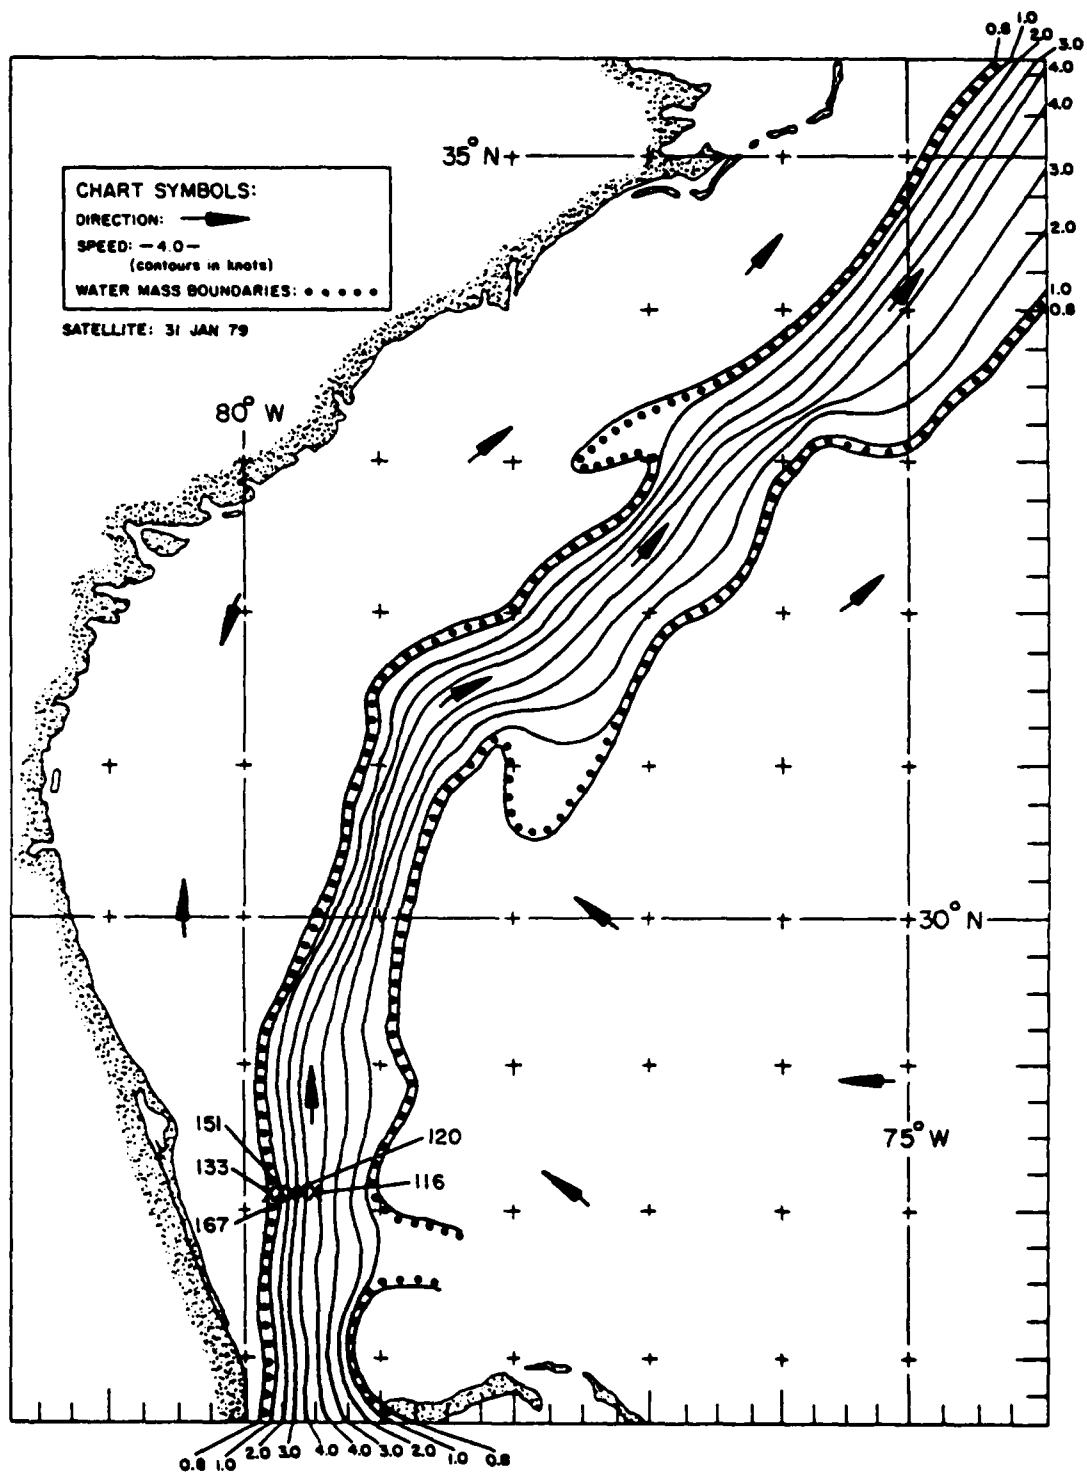 0.8 1.0 2.0 3.0
4.0
4.0
35° N
CHART SYMBOLS:
DIRECTION:
SPEED: — 4.0 —
(contours in knots)
WATER MASS BOUNDARIES:
SATELLITE: 31 JAN 79
3.0
2.0
1.0
0.8
80° W
30° N
75° W
151
120
133
116
167
0.8 1.0 2.0 3.0 4.0 4.0 3.0 2.0 1.0 0.8